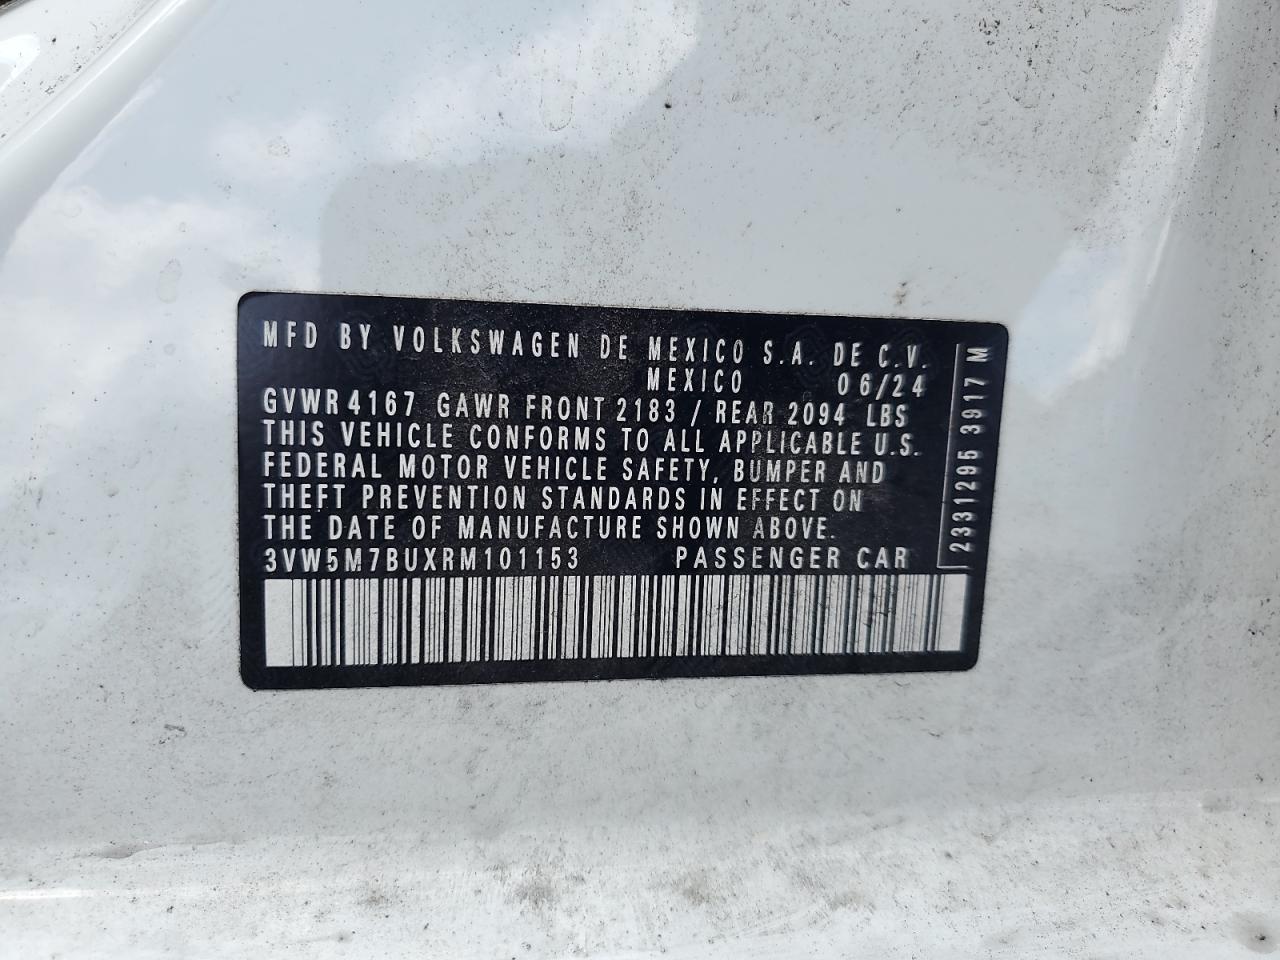 MFD BY VOLKSWAGEN DE MEXICO S.A. DE C.V.
MEXICO 06/24
GVWR 4167 GAWR FRONT 2183 / REAR 2094 LBS
THIS VEHICLE CONFORMS TO ALL APPLICABLE U.S.
FEDERAL MOTOR VEHICLE SAFETY, BUMPER AND
THEFT PREVENTION STANDARDS IN EFFECT ON
THE DATE OF MANUFACTURE SHOWN ABOVE.
3VW5M7BUXRM101153 PASSENGER CAR
2331295 3917 M